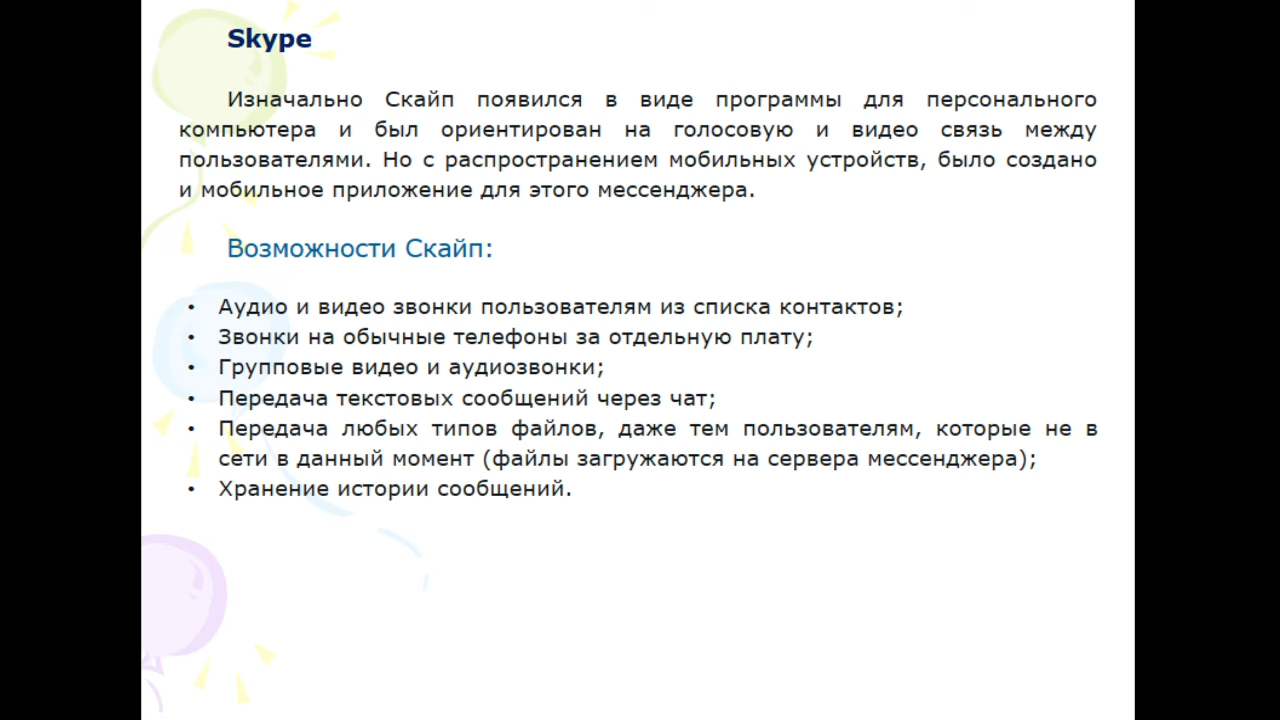 Skype
Изначально Скайп появился в виде программы для персонального
компьютера и был ориентирован на голосовую и видео связь между
пользователями. Но с распространением мобильных устройств, было создано
и мобильное приложение для этого мессенджера.
Возможности Скайп:
• Аудио и видео звонки пользователям из списка контактов;
• Звонки на обычные телефоны за отдельную плату;
• Групповые видео и аудиозвонки;
• Передача текстовых сообщений через чат;
• Передача любых типов файлов, даже тем пользователям, которые не в
сети в данный момент (файлы загружаются на сервера мессенджера);
• Хранение истории сообщений.